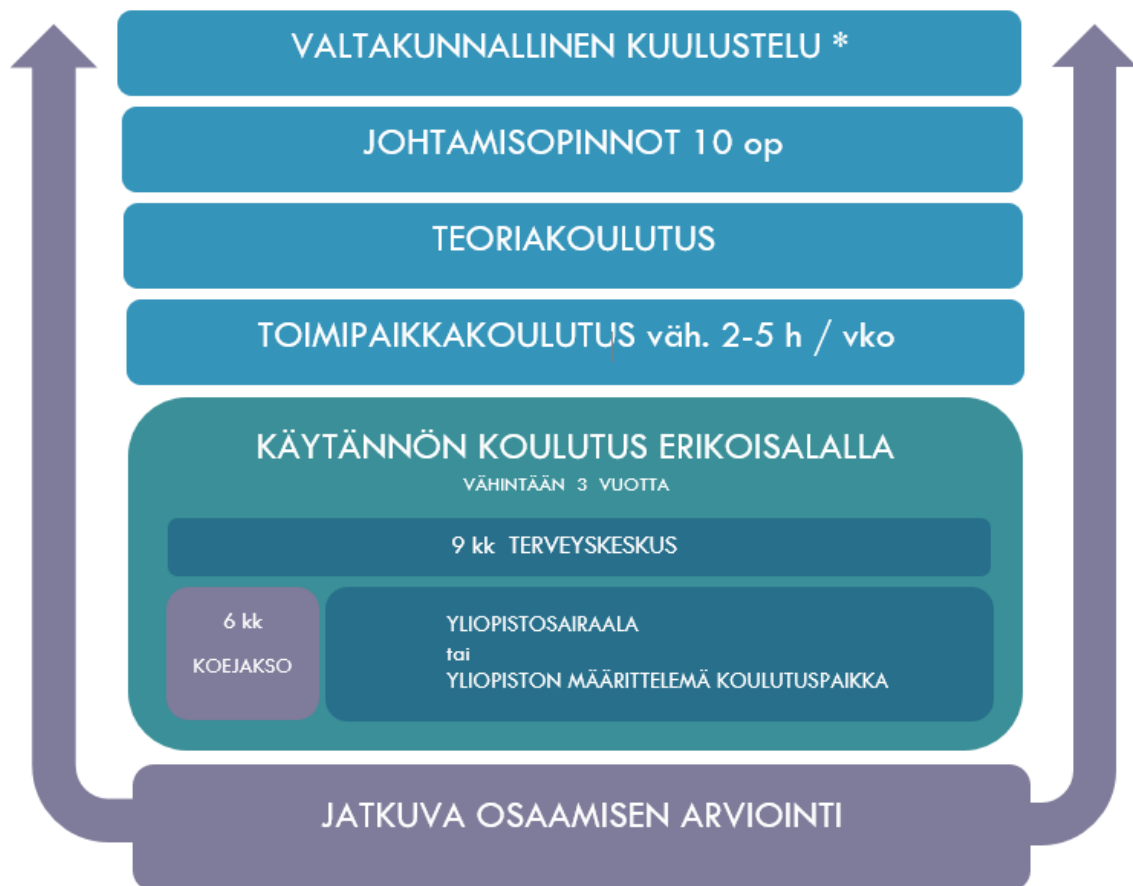 VALTAKUNNALLINEN KUULUSTELU *
JOHTAMISOPINNOT 10 op
TEORIAKOULUTUS
TOIMIPAIKKAKOULUTUS väh. 2-5 h / vko
KÄYTÄNNÖN KOULUTUS ERIKOISALALLA
VÄHINTÄÄN 3 VUOTTA
9 kk TERVEYSKESKUS
6 kk
KOEJAKSO
YLIOPISTOSAIRAALA
tai
YLIOPISTON MÄÄRITTELEMÄ KOULUTUSPAIKKA
JATKUVA OSAAMISEN ARVIOINTI